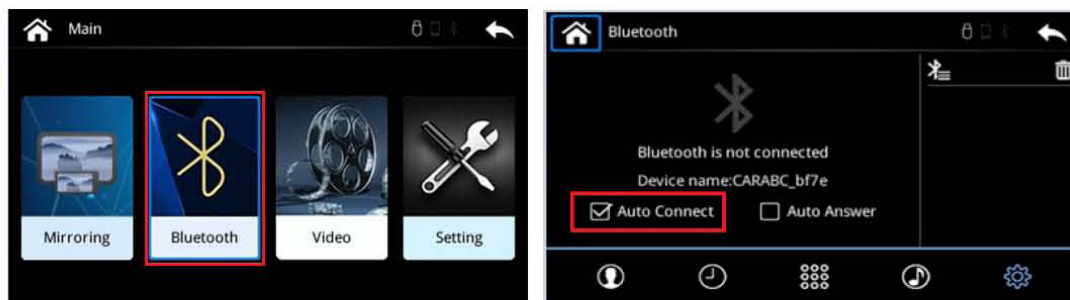 Main
Mirroring
Bluetooth
Video
Setting
Bluetooth
Bluetooth is not connected
Device name:CARABC_bf7e
Auto Connect
Auto Answer